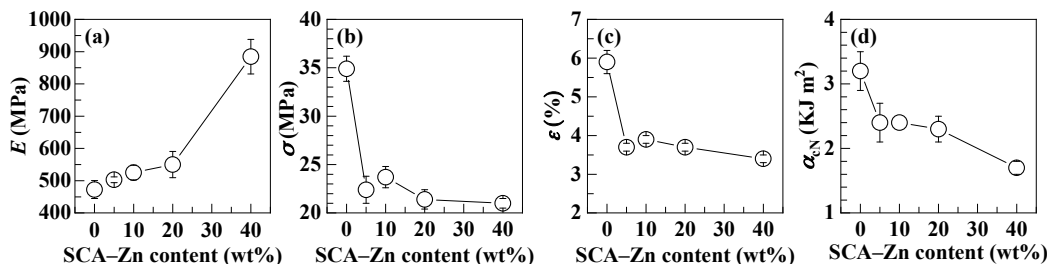 (a)
E (MPa)
1000
900
800
700
600
500
400
0 10 20 30 40
SCA–Zn content (wt%)
(b)
σ (MPa)
40
35
30
25
20
0 10 20 30 40
SCA–Zn content (wt%)
(c)
ε (%)
7
6
5
4
3
2
0 10 20 30 40
SCA–Zn content (wt%)
(d)
α_cN (KJ m²)
4
3
2
1
0 10 20 30 40
SCA–Zn content (wt%)